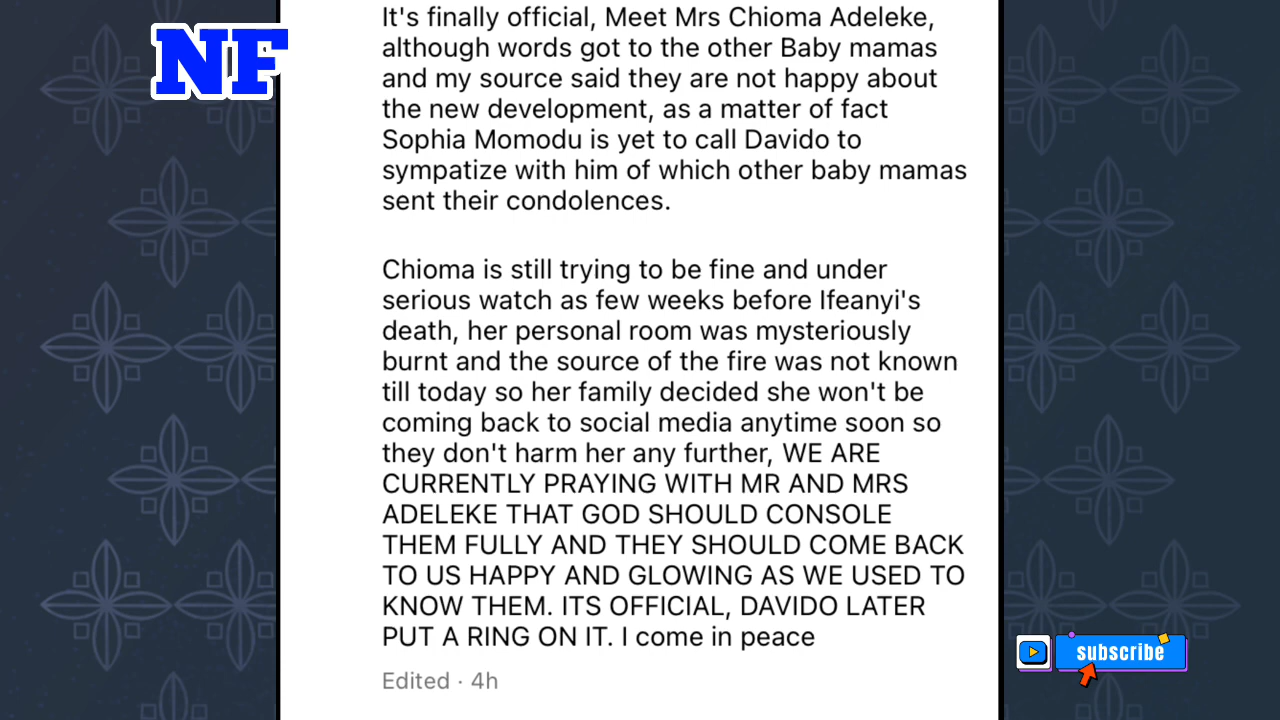 NF
It's finally official, Meet Mrs Chioma Adeleke,
although words got to the other Baby mamas
and my source said they are not happy about
the new development, as a matter of fact
Sophia Momodu is yet to call Davido to
sympatize with him of which other baby mamas
sent their condolences.
Chioma is still trying to be fine and under
serious watch as few weeks before Ifeanyi's
death, her personal room was mysteriously
burnt and the source of the fire was not known
till today so her family decided she won't be
coming back to social media anytime soon so
they don't harm her any further, WE ARE
CURRENTLY PRAYING WITH MR AND MRS
ADELEKE THAT GOD SHOULD CONSOLE
THEM FULLY AND THEY SHOULD COME BACK
TO US HAPPY AND GLOWING AS WE USED TO
KNOW THEM. ITS OFFICIAL, DAVIDO LATER
PUT A RING ON IT. I come in peace
Edited · 4h
subscribe